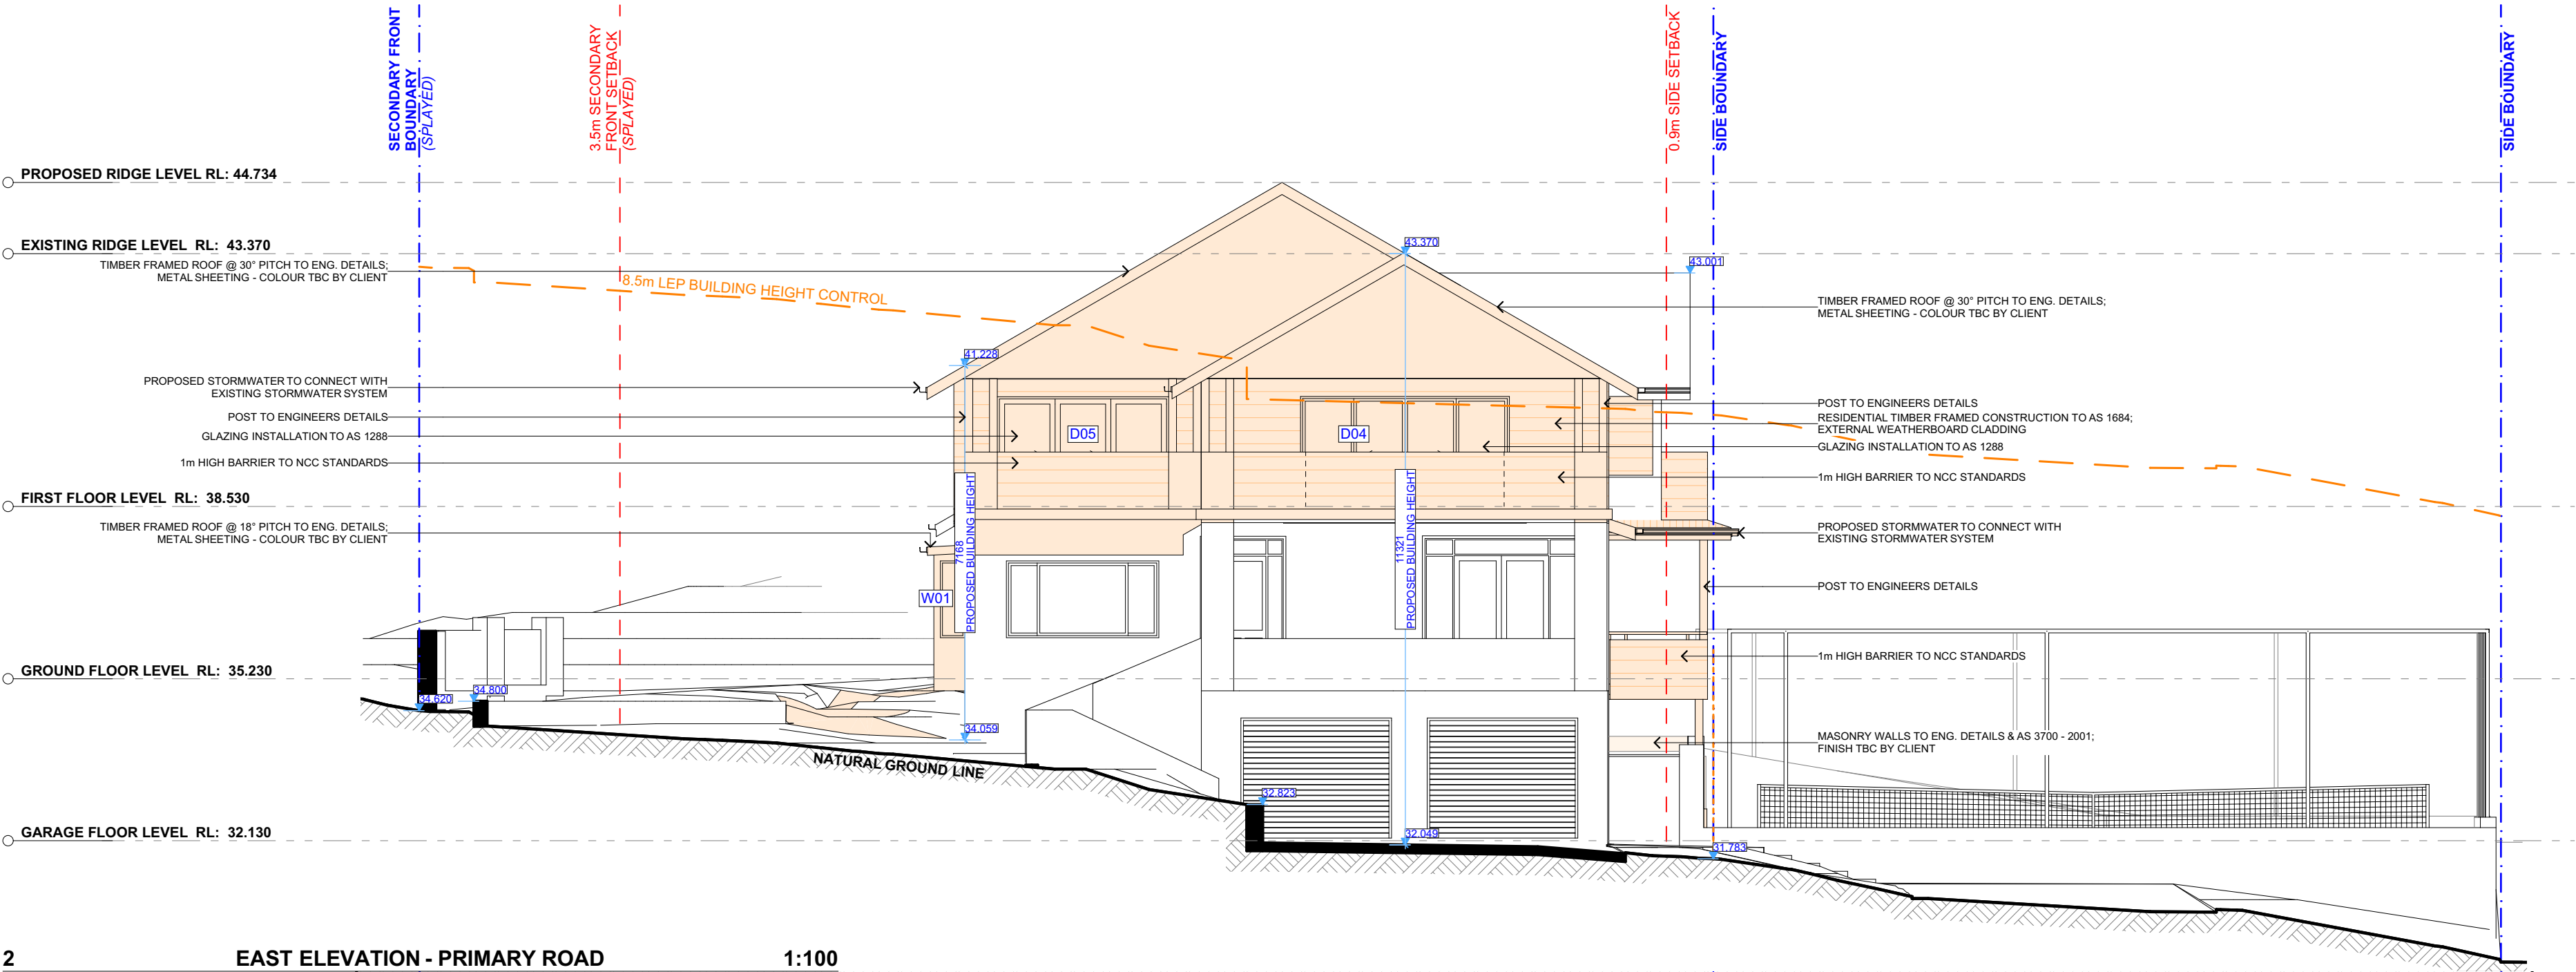 SECONDARY FRONT
BOUNDARY
(SPLAYED)
3.5m SECONDARY
FRONT SETBACK
(SPLAYED)
0.9m SIDE SETBACK
SIDE BOUNDARY
SIDE BOUNDARY
PROPOSED RIDGE LEVEL RL: 44.734
EXISTING RIDGE LEVEL RL: 43.370
TIMBER FRAMED ROOF @ 30° PITCH TO ENG. DETAILS;
METAL SHEETING - COLOUR TBC BY CLIENT
8.5m LEP BUILDING HEIGHT CONTROL
43.370
43.001
TIMBER FRAMED ROOF @ 30° PITCH TO ENG. DETAILS;
METAL SHEETING - COLOUR TBC BY CLIENT
41.228
PROPOSED STORMWATER TO CONNECT WITH
EXISTING STORMWATER SYSTEM
POST TO ENGINEERS DETAILS
GLAZING INSTALLATION TO AS 1288
1m HIGH BARRIER TO NCC STANDARDS
D05
D04
POST TO ENGINEERS DETAILS
RESIDENTIAL TIMBER FRAMED CONSTRUCTION TO AS 1684;
EXTERNAL WEATHERBOARD CLADDING
GLAZING INSTALLATION TO AS 1288
1m HIGH BARRIER TO NCC STANDARDS
FIRST FLOOR LEVEL RL: 38.530
TIMBER FRAMED ROOF @ 18° PITCH TO ENG. DETAILS;
METAL SHEETING - COLOUR TBC BY CLIENT
7168
PROPOSED BUILDING HEIGHT
11321
PROPOSED BUILDING HEIGHT
PROPOSED STORMWATER TO CONNECT WITH
EXISTING STORMWATER SYSTEM
W01
POST TO ENGINEERS DETAILS
GROUND FLOOR LEVEL RL: 35.230
1m HIGH BARRIER TO NCC STANDARDS
34.620
34.800
34.059
MASONRY WALLS TO ENG. DETAILS & AS 3700 - 2001;
FINISH TBC BY CLIENT
NATURAL GROUND LINE
32.823
GARAGE FLOOR LEVEL RL: 32.130
32.049
31.783
2 EAST ELEVATION - PRIMARY ROAD 1:100